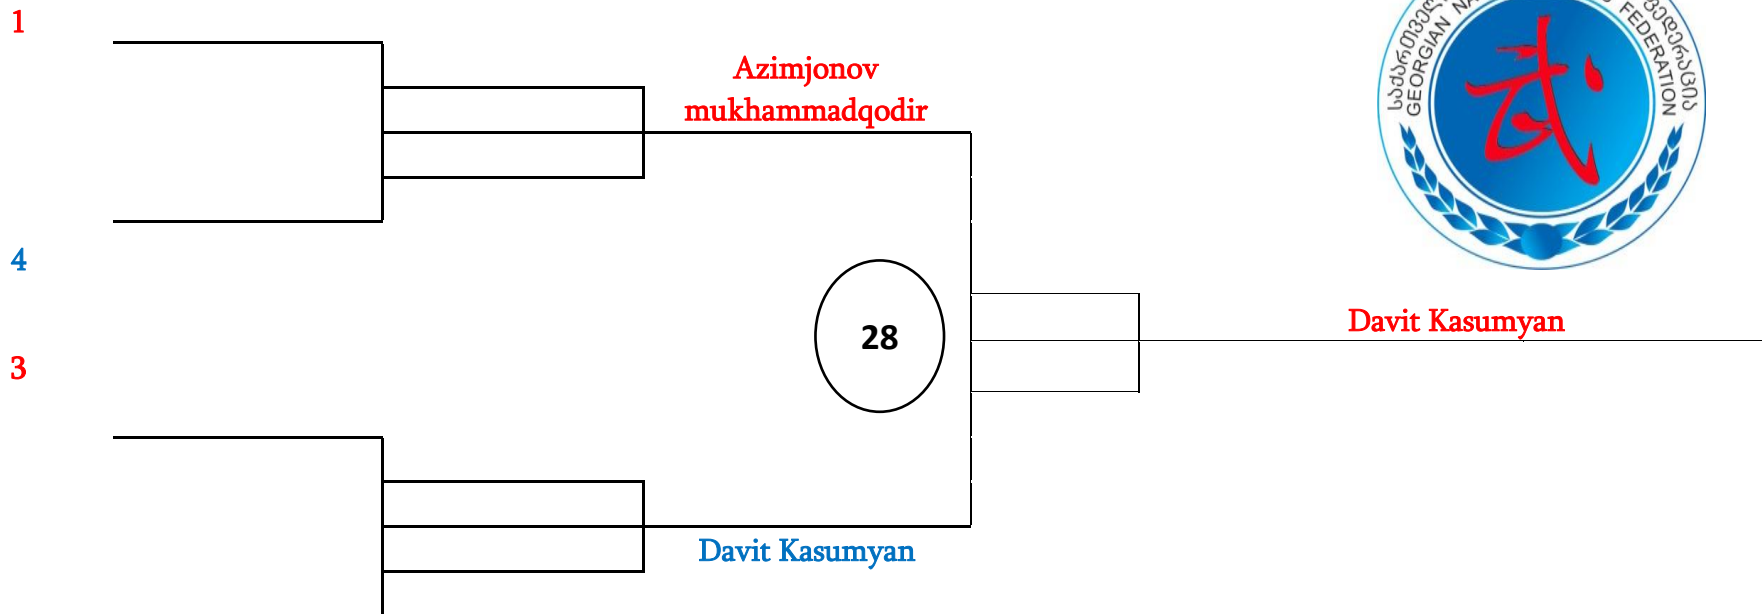 1
Azimjonov
mukhammadqodir
GEORGIAN
FEDERATION
4
28
Davit Kasumyan
3
Davit Kasumyan